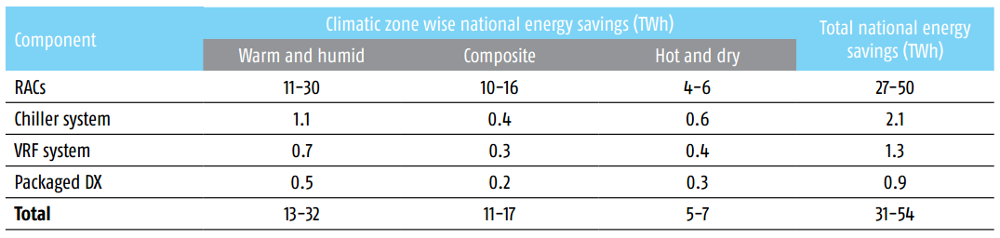 Component Climatic zone wise national energy savings (TWh) Total national energy savings (TWh)
Warm and humid Composite Hot and dry
RACs 11–30 10–16 4–6 27–50
Chiller system 1.1 0.4 0.6 2.1
VRF system 0.7 0.3 0.4 1.3
Packaged DX 0.5 0.2 0.3 0.9
Total 13–32 11–17 5–7 31–54